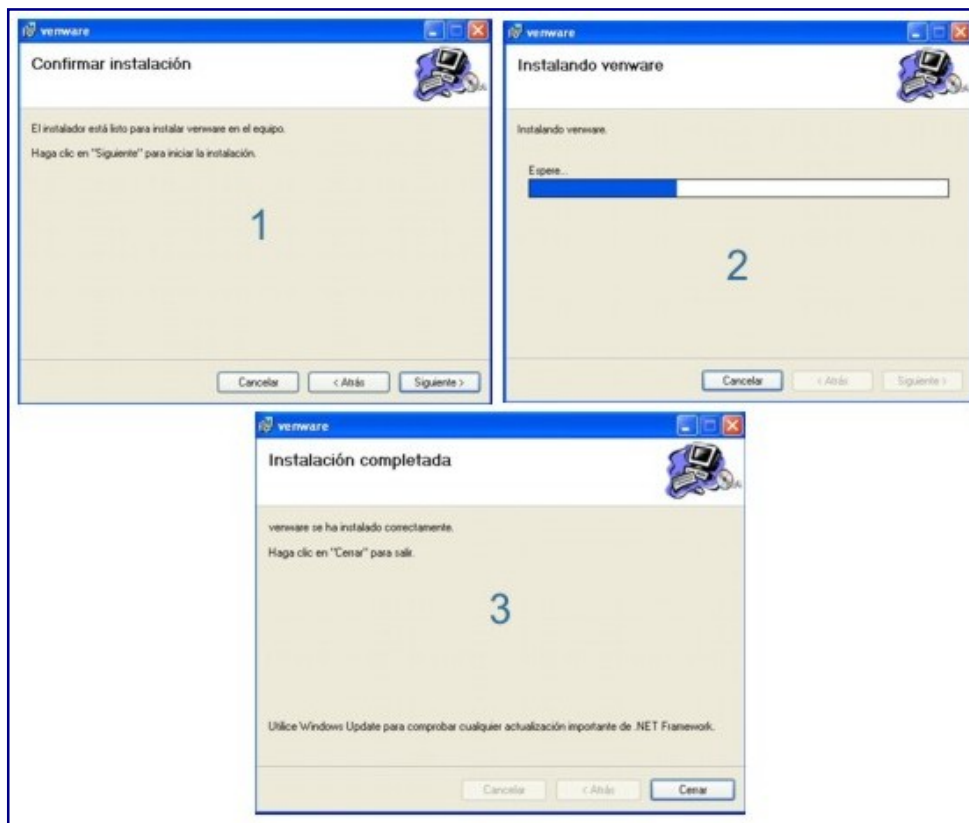 venware
Confirmar instalación
El instalador está listo para instalar venware en el equipo.
Haga clic en "Siguiente" para iniciar la instalación.
1
Cancelar
< Atrás
Siguiente >
venware
Instalando venware
Instalando venware.
Espere...
2
Cancelar
< Atrás
Siguiente >
venware
Instalación completada
venware se ha instalado correctamente.
Haga clic en "Cerrar" para salir.
3
Utilice Windows Update para comprobar cualquier actualización importante de .NET Framework.
Cancelar
< Atrás
Cerrar